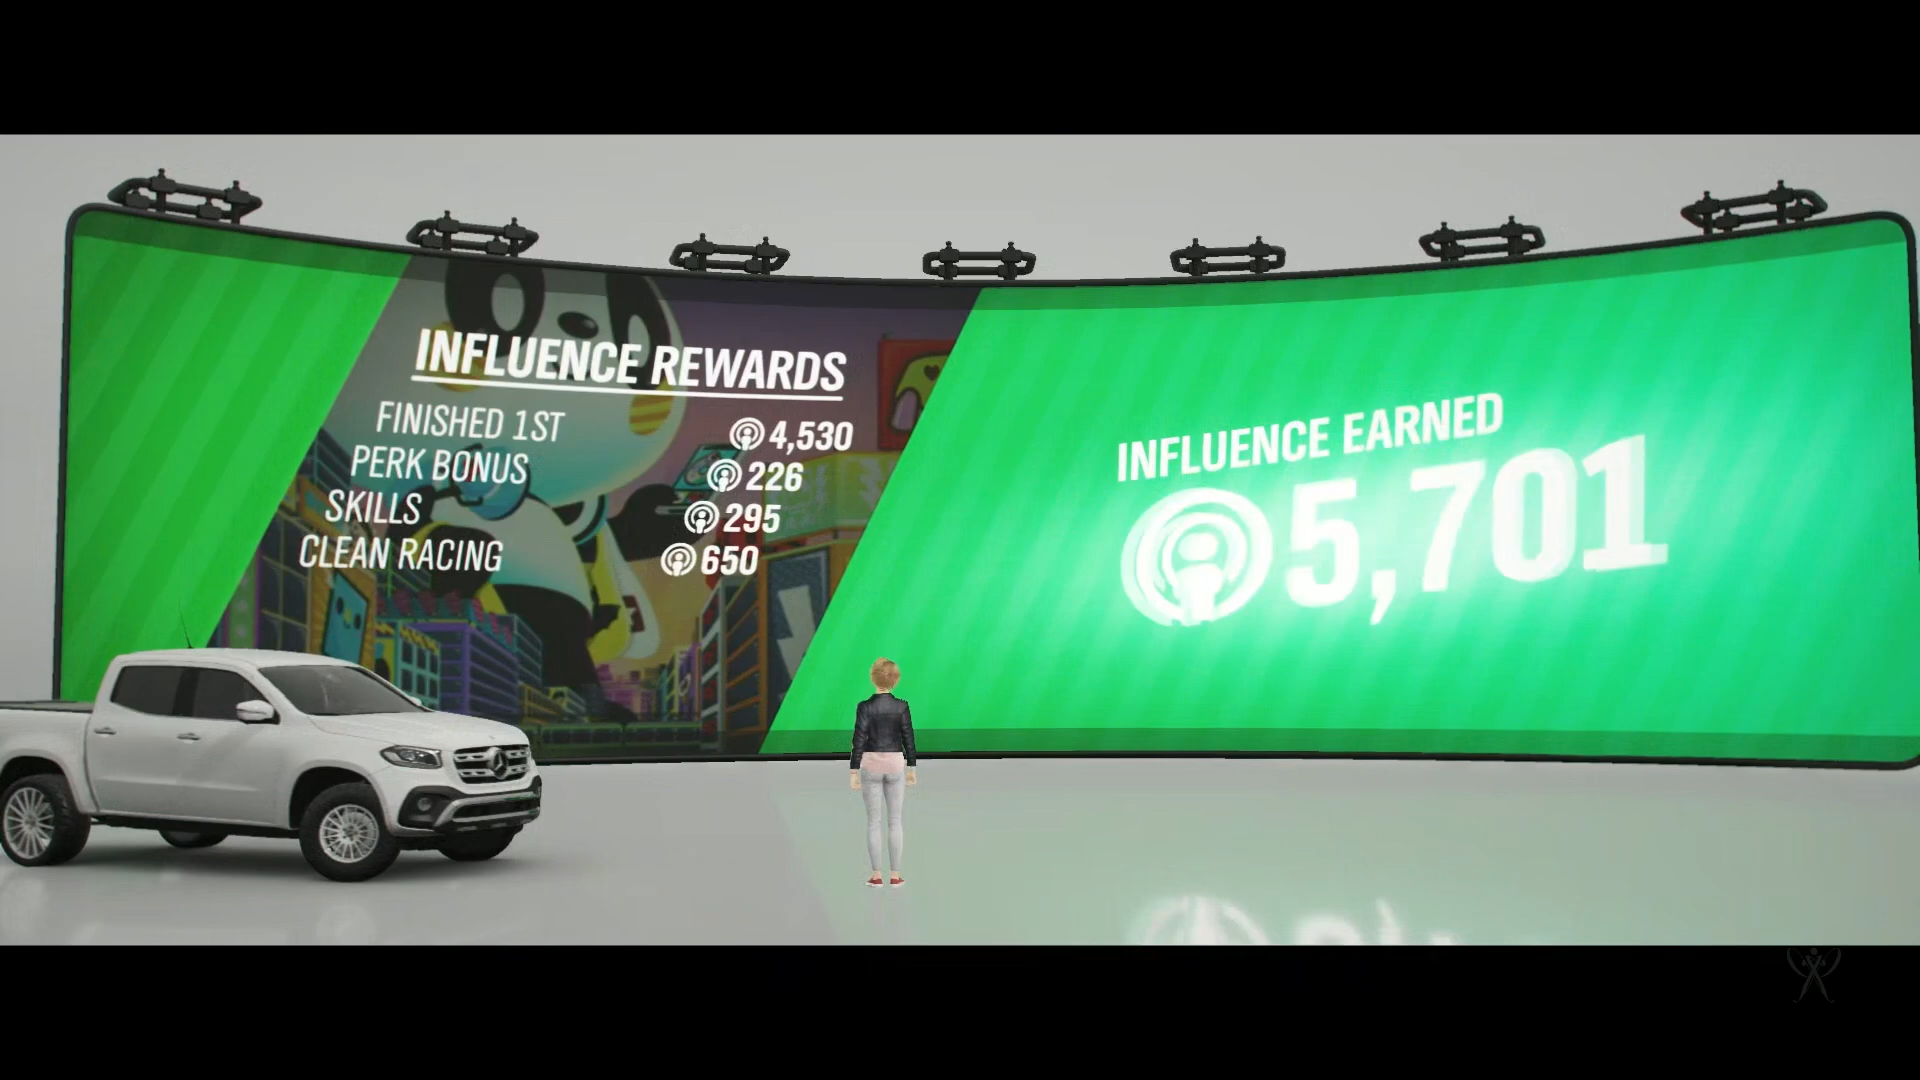 INFLUENCE REWARDS
FINISHED 1ST 4,530
PERK BONUS 226
SKILLS 295
CLEAN RACING 650
INFLUENCE EARNED
5,701